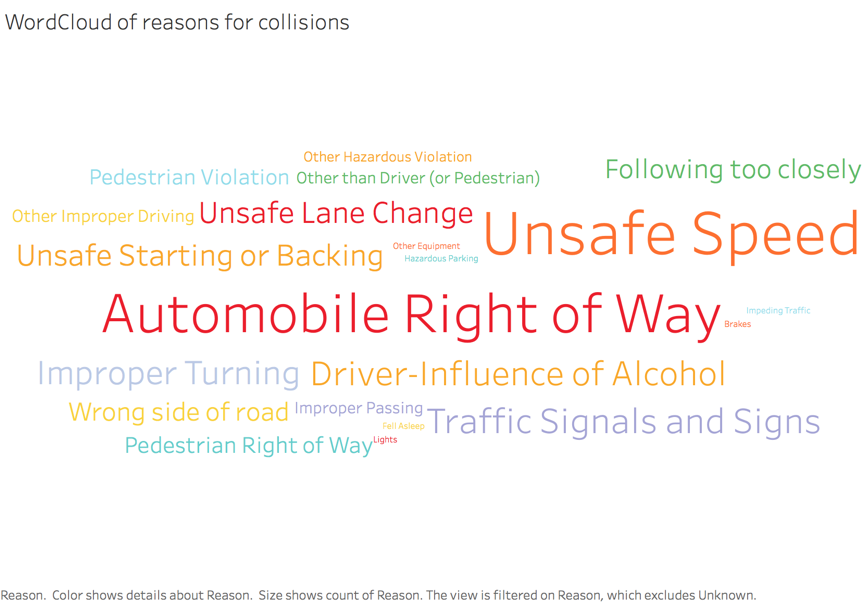 WordCloud of reasons for collisions
Other Hazardous Violation
Pedestrian Violation
Other than Driver (or Pedestrian)
Following too closely
Other Improper Driving
Unsafe Lane Change
Unsafe Speed
Unsafe Starting or Backing
Other Equipment
Hazardous Parking
Automobile Right of Way
Impeding Traffic
Brakes
Improper Turning
Driver-Influence of Alcohol
Wrong side of road
Improper Passing
Traffic Signals and Signs
Fell Asleep
Pedestrian Right of Way
Lights
Reason.  Color shows details about Reason.  Size shows count of Reason. The view is filtered on Reason, which excludes Unknown.